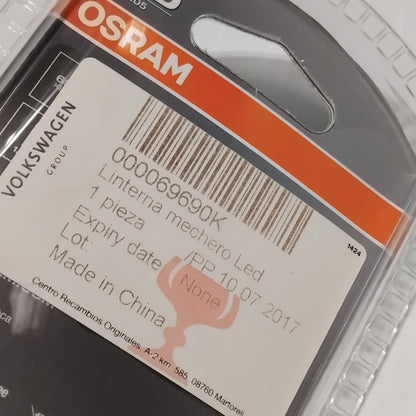 OSRAM
VOLKSWAGEN
GROUP
000069690K
Linterna mechero Led
1 pieza /PP 10.07.2017
Expiry date: None
Lot:
Made in China
1424
Centro Recambios Originales, A-2 km. 585, 08760 Martorell